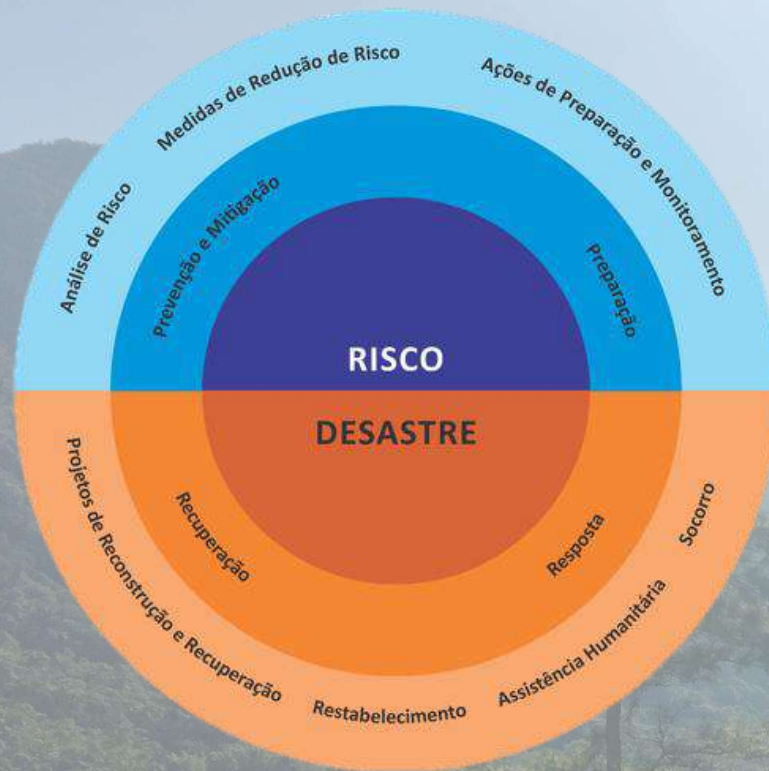 Medidas de Redução de Risco
Ações de Preparação e Monitoramento
Análise de Risco
Prevenção e Mitigação
Preparação
RISCO
DESASTRE
Recuperação
Resposta
Socorro
Projetos de Reconstrução e Recuperação
Restabelecimento
Assistência Humanitária